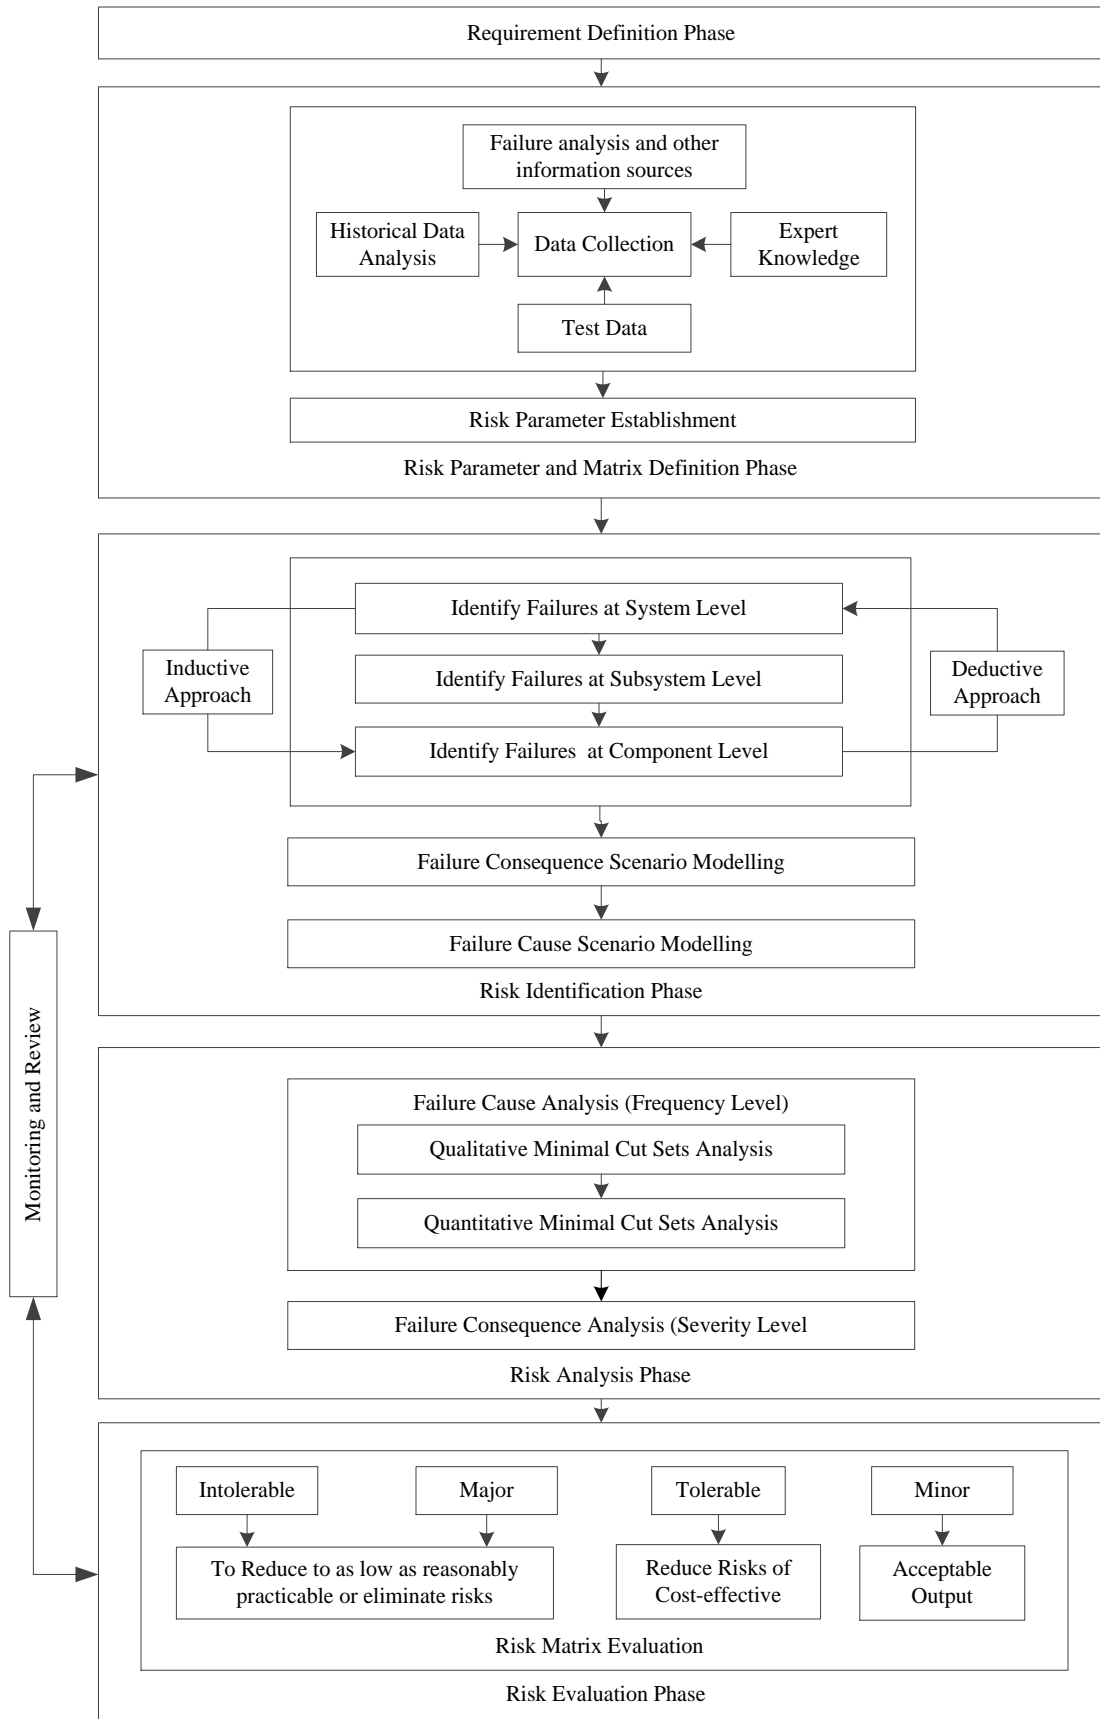 Requirement Definition Phase
Failure analysis and other
information sources
Historical Data
Analysis
Data Collection
Expert
Knowledge
Test Data
Risk Parameter Establishment
Risk Parameter and Matrix Definition Phase
Identify Failures at System Level
Inductive
Approach
Identify Failures at Subsystem Level
Deductive
Approach
Identify Failures  at Component Level
Failure Consequence Scenario Modelling
Failure Cause Scenario Modelling
Risk Identification Phase
Monitoring and Review
Failure Cause Analysis (Frequency Level)
Qualitative Minimal Cut Sets Analysis
Quantitative Minimal Cut Sets Analysis
Failure Consequence Analysis (Severity Level
Risk Analysis Phase
Intolerable
Major
Tolerable
Minor
To Reduce to as low as reasonably
practicable or eliminate risks
Reduce Risks of
Cost-effective
Acceptable
Output
Risk Matrix Evaluation
Risk Evaluation Phase